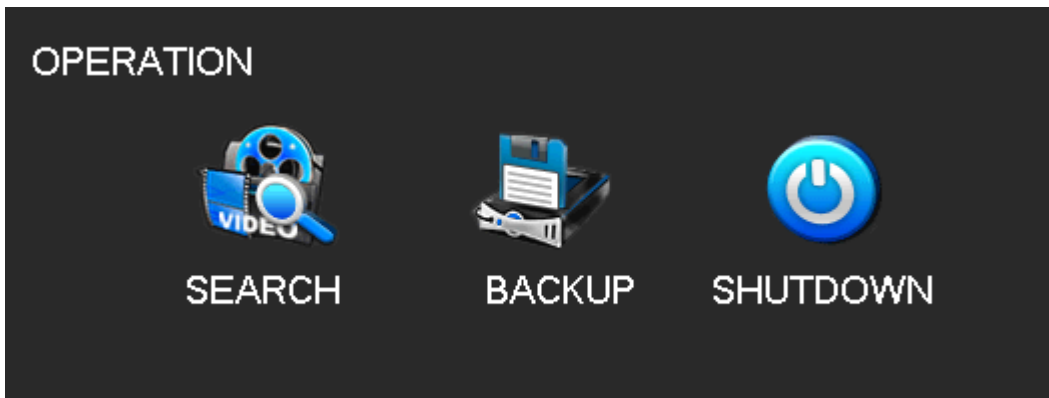 OPERATION
VIDEO
SEARCH
BACKUP
SHUTDOWN